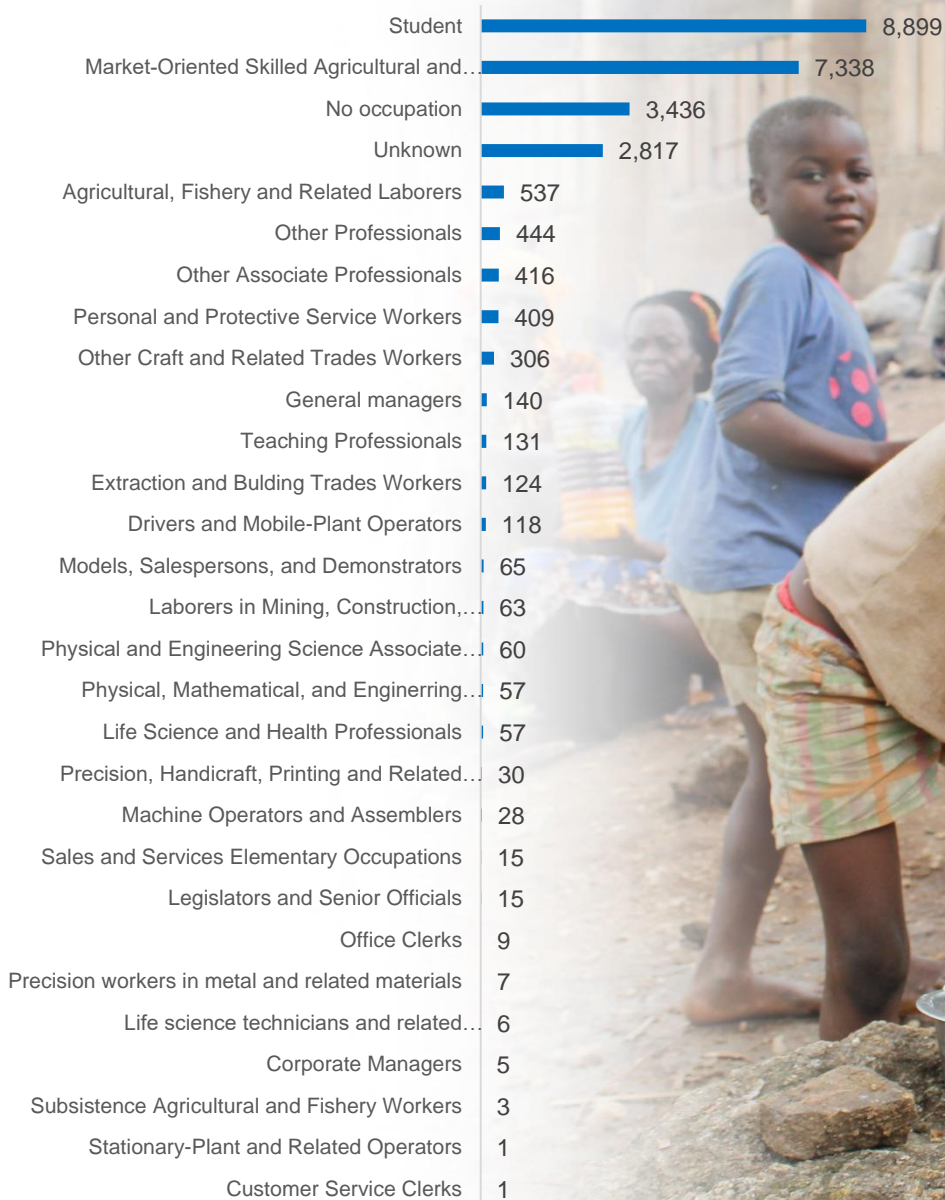 Student 8,899
Market-Oriented Skilled Agricultural and… 7,338
No occupation 3,436
Unknown 2,817
Agricultural, Fishery and Related Laborers 537
Other Professionals 444
Other Associate Professionals 416
Personal and Protective Service Workers 409
Other Craft and Related Trades Workers 306
General managers 140
Teaching Professionals 131
Extraction and Bulding Trades Workers 124
Drivers and Mobile-Plant Operators 118
Models, Salespersons, and Demonstrators 65
Laborers in Mining, Construction,… 63
Physical and Engineering Science Associate… 60
Physical, Mathematical, and Enginerring… 57
Life Science and Health Professionals 57
Precision, Handicraft, Printing and Related… 30
Machine Operators and Assemblers 28
Sales and Services Elementary Occupations 15
Legislators and Senior Officials 15
Office Clerks 9
Precision workers in metal and related materials 7
Life science technicians and related… 6
Corporate Managers 5
Subsistence Agricultural and Fishery Workers 3
Stationary-Plant and Related Operators 1
Customer Service Clerks 1